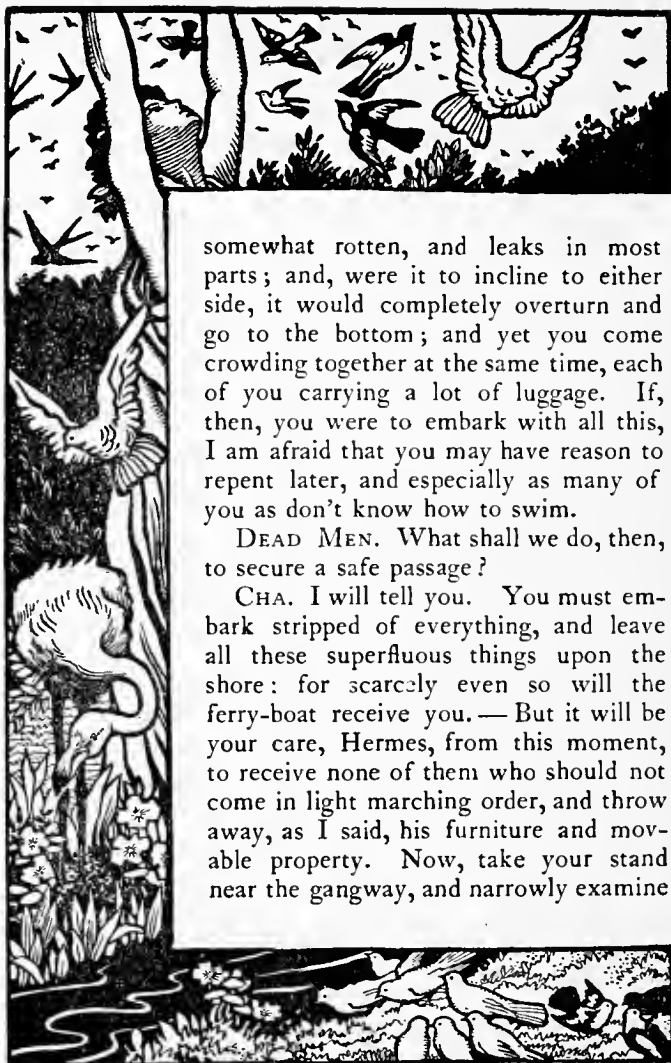 somewhat rotten, and leaks in most
parts; and, were it to incline to either
side, it would completely overturn and
go to the bottom; and yet you come
crowding together at the same time, each
of you carrying a lot of luggage. If,
then, you were to embark with all this,
I am afraid that you may have reason to
repent later, and especially as many of
you as don't know how to swim.
DEAD MEN. What shall we do, then,
to secure a safe passage?
CHA. I will tell you. You must em-
bark stripped of everything, and leave
all these superfluous things upon the
shore: for scarcely even so will the
ferry-boat receive you. — But it will be
your care, Hermes, from this moment,
to receive none of them who should not
come in light marching order, and throw
away, as I said, his furniture and mov-
able property. Now, take your stand
near the gangway, and narrowly examine